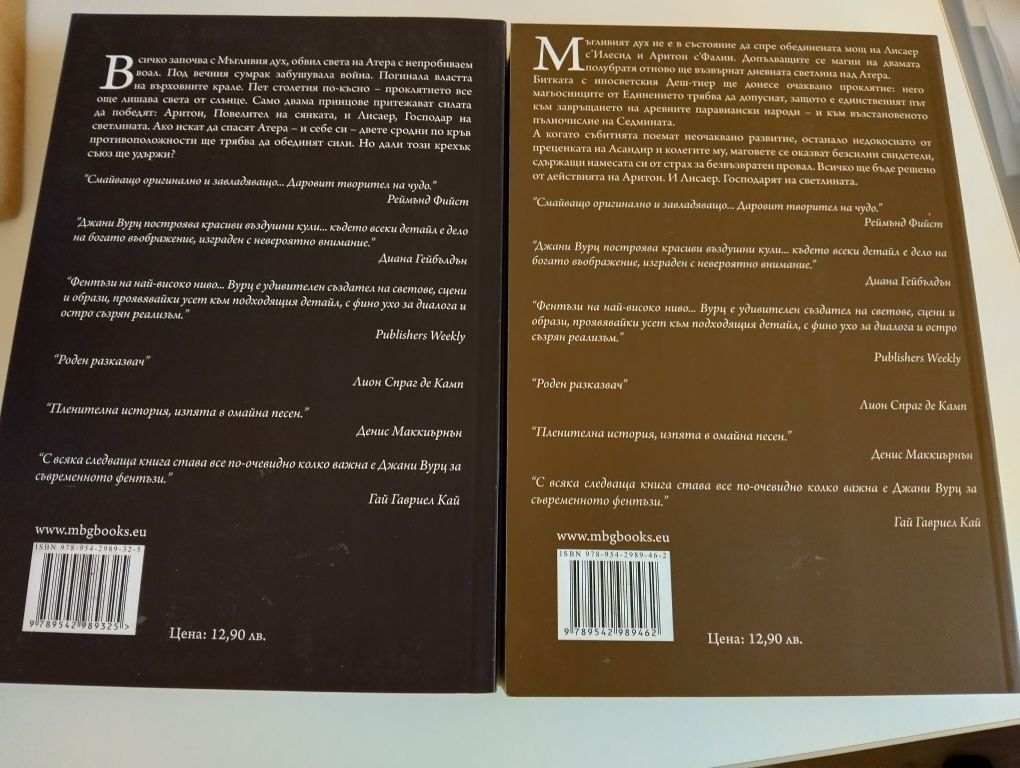 Всичко започва с Мъгливия дух, обвил света на Атера с непробиваем
воал. Под вечния сумрак забушувала война. Погинала властта
на върховните крале. Пет столетия по-късно – проклятието все
още лишава света от слънце. Само двама принцове притежават силата
да победят: Аритон, Повелител на сянката, и Лисаер, Господар на
светлината. Ако искат да спасят Атера – и себе си – двете сродни по кръв
противоположности ще трябва да обединят сили. Но дали този крехък
съюз ще удържи?
"Смайващо оригинално и завладяващо... Даровит творител на чудо."
Реймънд Фийст
"Джани Вурц построява красиви въздушни кули... където всеки детайл е дело
на богато въображение, изграден с невероятно внимание."
Диана Гейбълдън
"Фентъзи на най-високо ниво... Вурц е удивителен създател на светове, сцени
и образи, проявявайки усет към подходящия детайл, с фино ухо за диалога и
остро съзрян реализъм."
Publishers Weekly
"Роден разказвач"
Лион Спраг де Камп
"Пленителна история, изпята в омайна песен."
Денис Маккиърнън
"С всяка следваща книга става все по-очевидно колко важна е Джани Вурц за
съвременното фентъзи."
Гай Гавриел Кай
www.mbgbooks.eu
ISBN 978-954-2989-32-5
9 789542 989325 >
Цена: 12,90 лв.
Мъгливият дух не е в състояние да спре обединената мощ на Лисаер
с'Илесид и Аритон с'Фалин. Допълващите се магии на двамата
полубратя отново ще възвърнат дневната светлина над Атера.
Битката с иносветския Деш-тиер ще донесе очаквано проклятие: него
магьосниците от Единението трябва да допуснат, защото е единственият път
към завръщането на древните паравиански народи – и към възстановеното
пълночислие на Седмината.
А когато събитията поемат неочаквано развитие, останало недокоснато от
преценката на Асандир и колегите му, маговете се оказват безсилни свидетели,
сдържащи намесата си от страх за безвъзвратен провал. Всичко ще бъде решено
от действията на Аритон. И Лисаер. Господарят на светлината.
"Смайващо оригинално и завладяващо... Даровит творител на чудо."
Реймънд Фийст
"Джани Вурц построява красиви въздушни кули... където всеки детайл е дело на
богато въображение, изграден с невероятно внимание."
Диана Гейбълдън
"Фентъзи на най-високо ниво... Вурц е удивителен създател на светове, сцени и
образи, проявявайки усет към подходящия детайл, с фино ухо за диалога и остро
съзрян реализъм."
Publishers Weekly
"Роден разказвач"
Лион Спраг де Камп
"Пленителна история, изпята в омайна песен."
Денис Маккиърнън
"С всяка следваща книга става все по-очевидно колко важна е Джани Вурц за
съвременното фентъзи."
Гай Гавриел Кай
www.mbgbooks.eu
ISBN 978-954-2989-46-2
9 789542 989462
Цена: 12,90 лв.